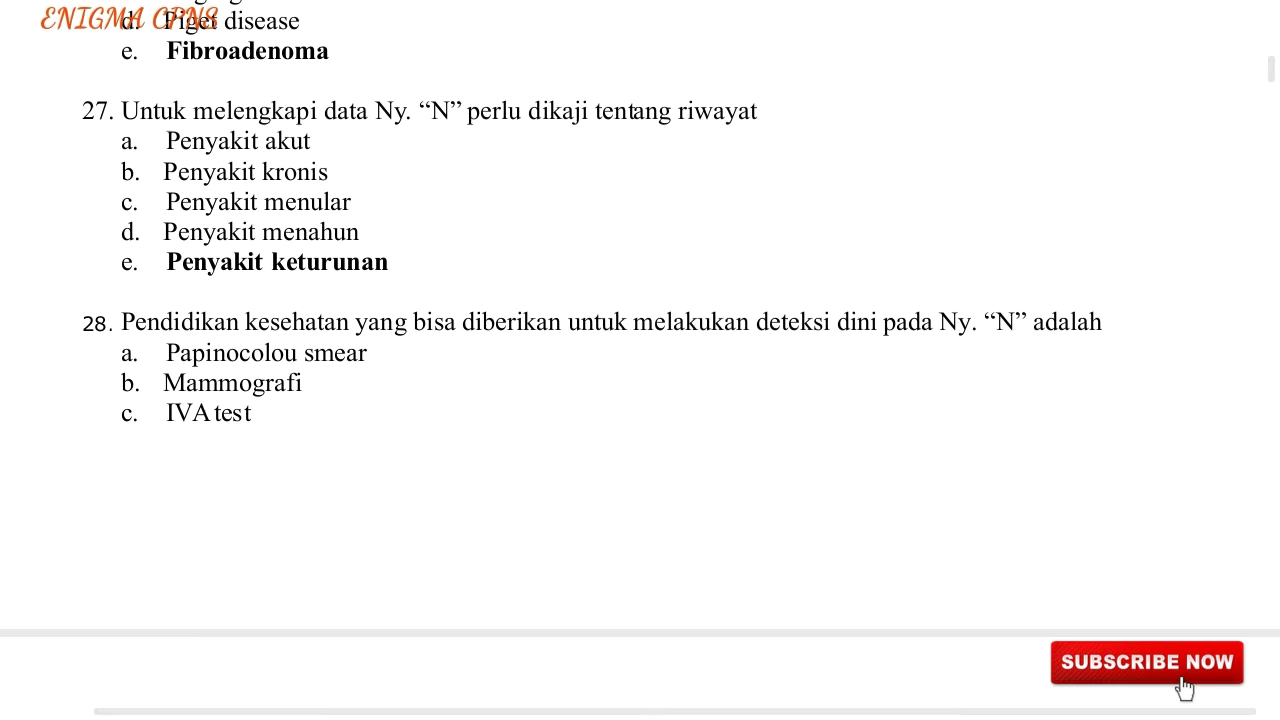 ENIGMA CPNS
d. Piget disease
e. Fibroadenoma
27. Untuk melengkapi data Ny. “N” perlu dikaji tentang riwayat
a. Penyakit akut
b. Penyakit kronis
c. Penyakit menular
d. Penyakit menahun
e. Penyakit keturunan
28. Pendidikan kesehatan yang bisa diberikan untuk melakukan deteksi dini pada Ny. “N” adalah
a. Papinocolou smear
b. Mammografi
c. IVA test
SUBSCRIBE NOW